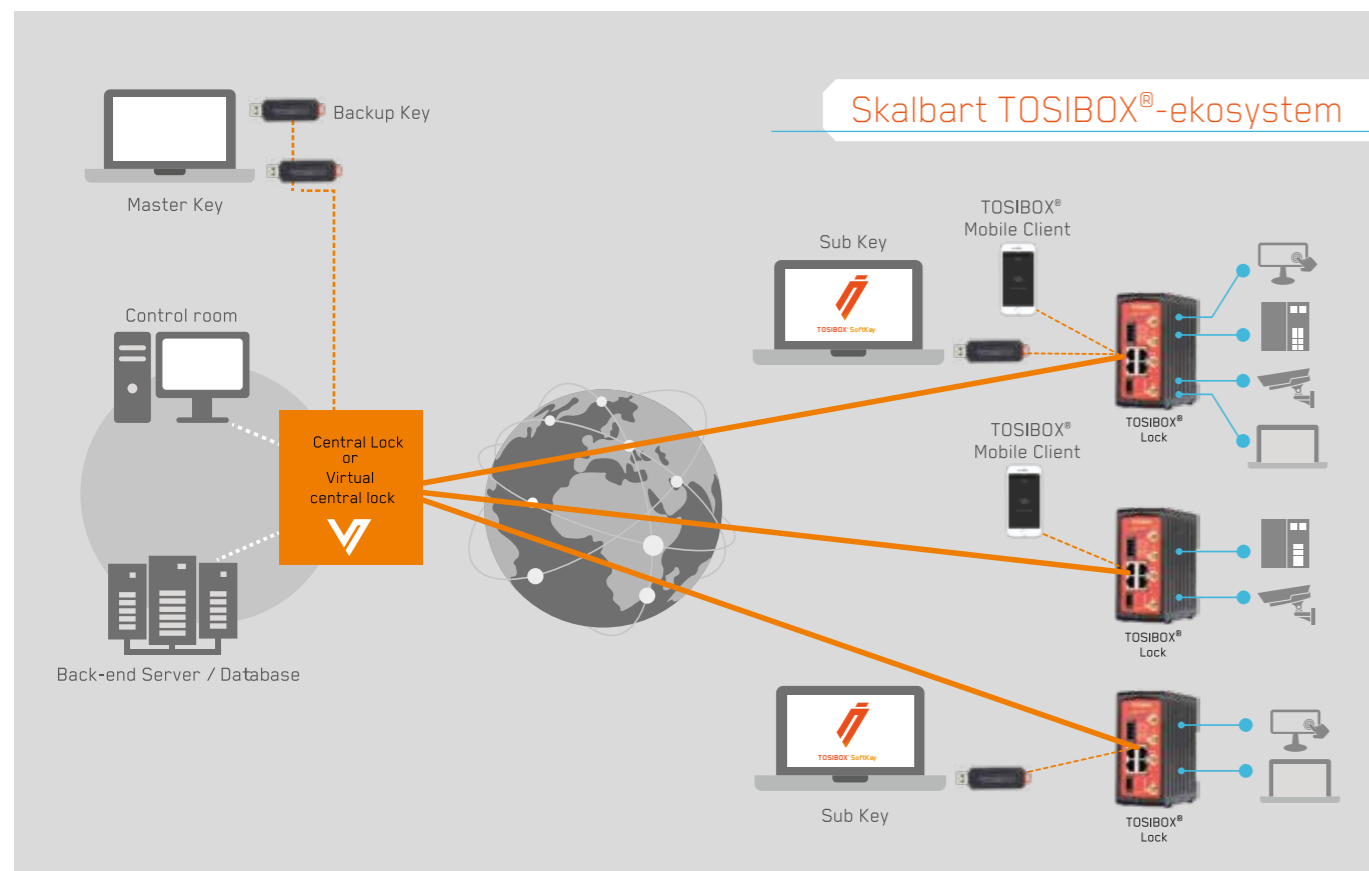 Skalbart TOSIBOX®-ekosystem
Backup Key
Master Key
Control room
Central Lock
or
Virtual
central lock
Back-end Server / Database
Sub Key
TOSIBOX® SoftKey
TOSIBOX®
Mobile Client
TOSIBOX®
Lock
TOSIBOX®
Mobile Client
TOSIBOX®
Lock
TOSIBOX® SoftKey
Sub Key
TOSIBOX®
Lock